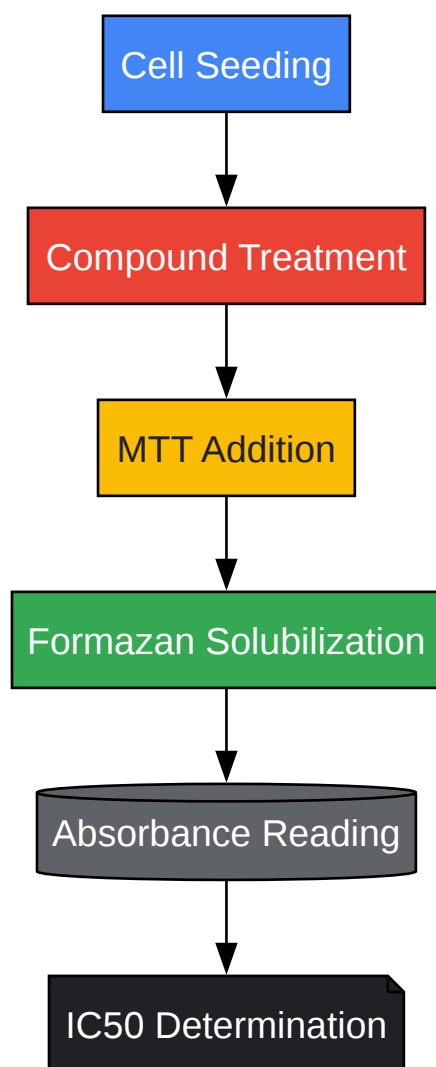 Cell Seeding
Compound Treatment
MTT Addition
Formazan Solubilization
Absorbance Reading
IC50 Determination